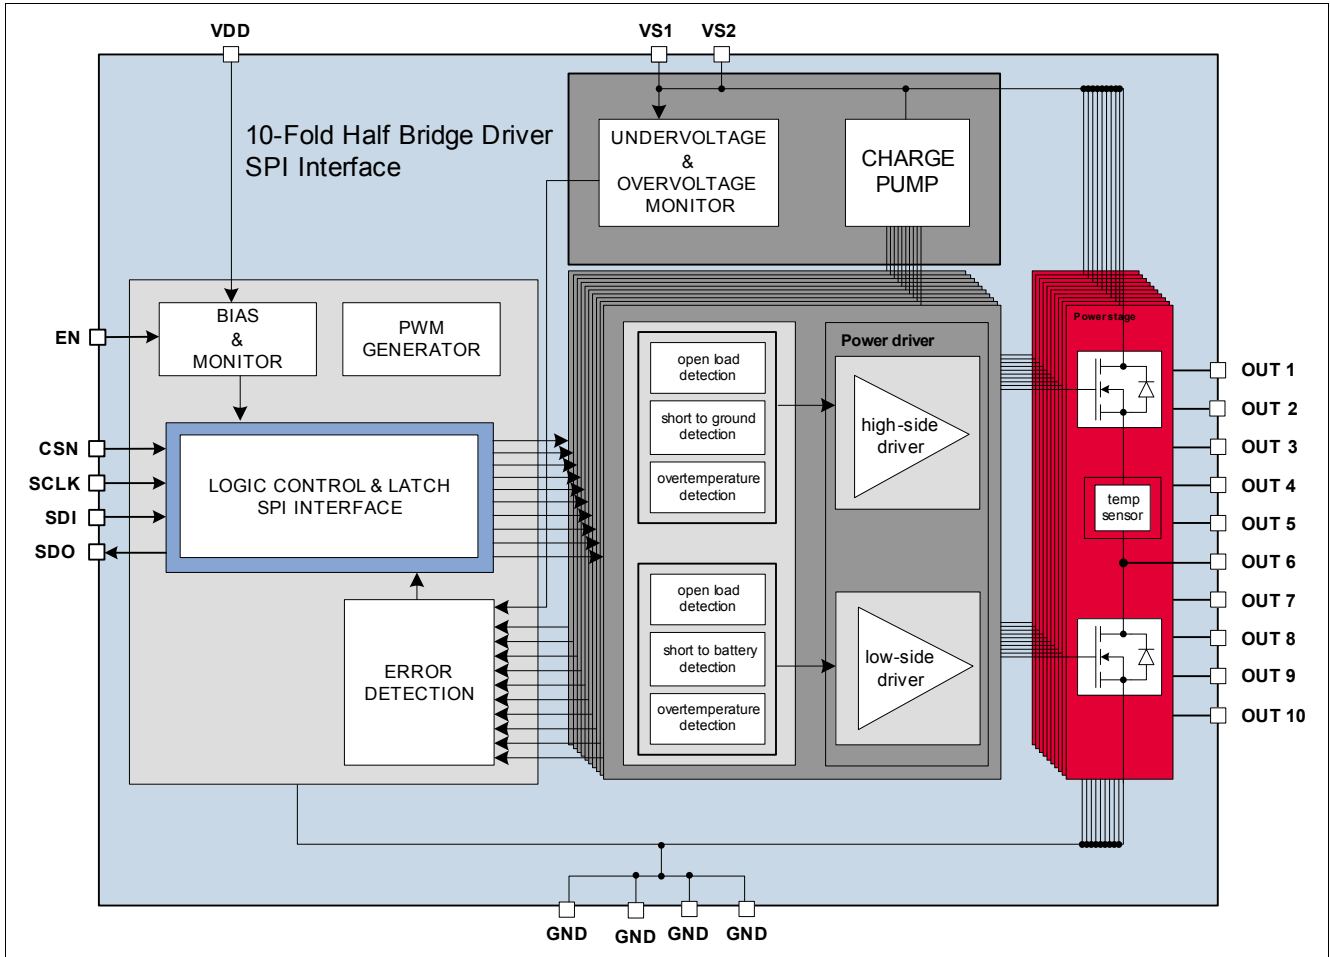 VDD
VS1
VS2
10-Fold Half Bridge Driver
SPI Interface
UNDERVOLTAGE
&
OVERVOLTAGE
MONITOR
CHARGE
PUMP
EN
BIAS
&
MONITOR
PWM
GENERATOR
CSN
SCLK
SDI
SDO
LOGIC CONTROL & LATCH
SPI INTERFACE
ERROR
DETECTION
open load
detection
short to ground
detection
overtemperature
detection
open load
detection
short to battery
detection
overtemperature
detection
Power driver
high-side
driver
low-side
driver
Power stage
temp
sensor
OUT 1
OUT 2
OUT 3
OUT 4
OUT 5
OUT 6
OUT 7
OUT 8
OUT 9
OUT 10
GND
GND
GND
GND